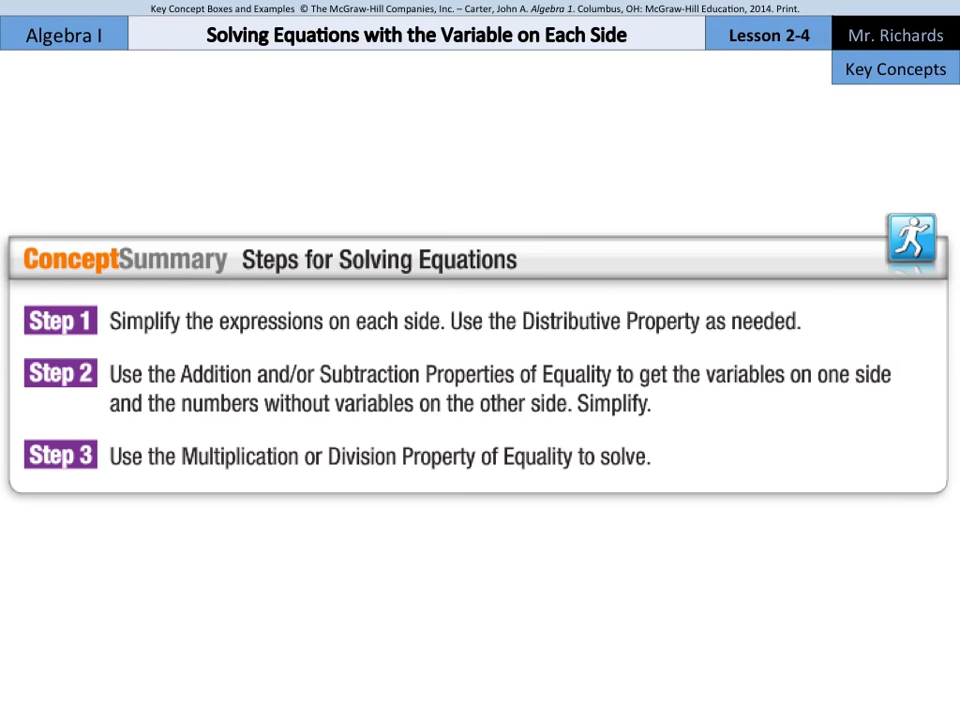 Key Concept Boxes and Examples © The McGraw-Hill Companies, Inc. – Carter, John A. Algebra 1. Columbus, OH: McGraw-Hill Education, 2014. Print.
Algebra I
Solving Equations with the Variable on Each Side
Lesson 2-4
Mr. Richards
Key Concepts
ConceptSummary Steps for Solving Equations
Step 1 Simplify the expressions on each side. Use the Distributive Property as needed.
Step 2 Use the Addition and/or Subtraction Properties of Equality to get the variables on one side
and the numbers without variables on the other side. Simplify.
Step 3 Use the Multiplication or Division Property of Equality to solve.